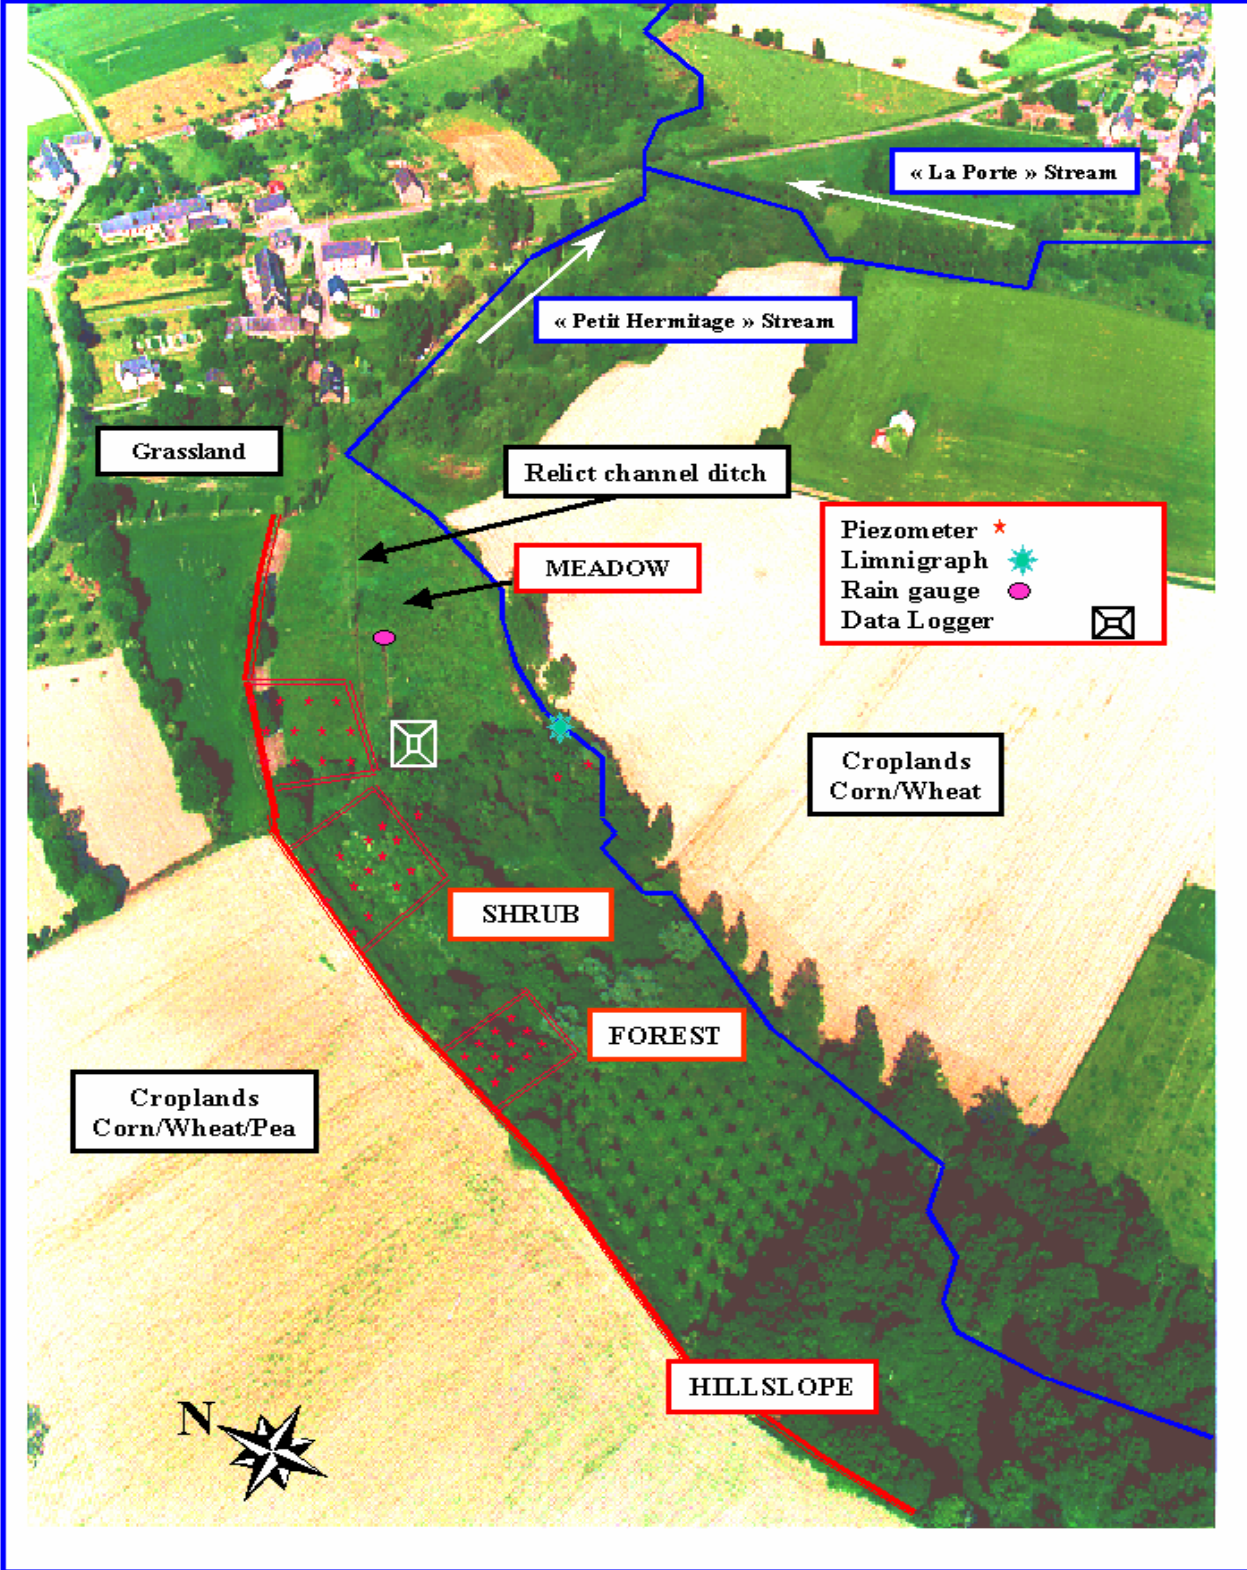 « La Porte » Stream
« Petit Hermitage » Stream
Grassland
Relict channel ditch
MEADOW
Piezometer
Limnigraph
Rain gauge
Data Logger
Croplands
Corn/Wheat
SHRUB
FOREST
Croplands
Corn/Wheat/Pea
HILLSLOPE
N